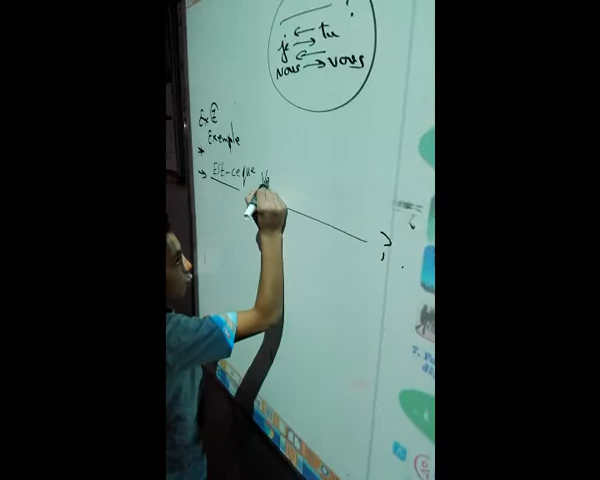 ?
je ⇄ tu
nous ⇄ vous
Exemple
→ Est-ce que
?